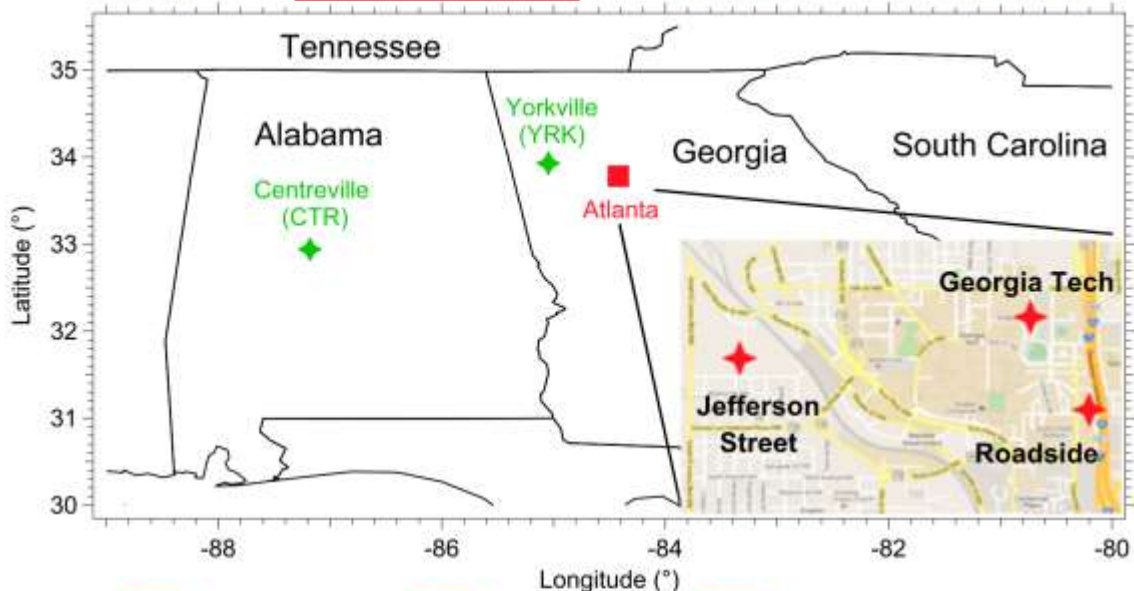 Tennessee
Alabama
Yorkville
(YRK)
Georgia
South Carolina
Centreville
(CTR)
Atlanta
Georgia Tech
Jefferson
Street
Roadside
35
34
33
32
31
30
Latitude (°)
-88
-86
-84
-82
-80
Longitude (°)